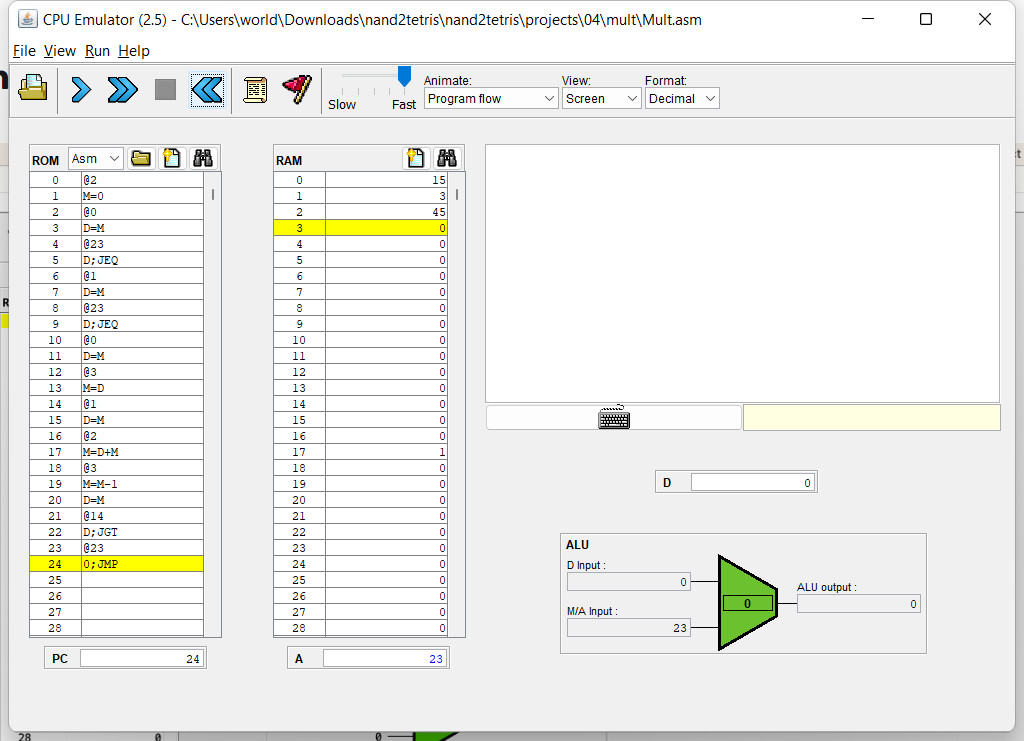 CPU Emulator (2.5) - C:\Users\world\Downloads\nand2tetris\nand2tetris\projects\04\mult\Mult.asm
File View Run Help
Slow Fast
Animate:
Program flow
View:
Screen
Format:
Decimal
ROM Asm
0 @2
1 M=0
2 @0
3 D=M
4 @23
5 D;JEQ
6 @1
7 D=M
8 @23
9 D;JEQ
10 @0
11 D=M
12 @3
13 M=D
14 @1
15 D=M
16 @2
17 M=D+M
18 @3
19 M=M-1
20 D=M
21 @14
22 D;JGT
23 @23
24 0;JMP
25
26
27
28
PC 24
RAM
0 15
1 3
2 45
3 0
4 0
5 0
6 0
7 0
8 0
9 0
10 0
11 0
12 0
13 0
14 0
15 0
16 0
17 1
18 0
19 0
20 0
21 0
22 0
23 0
24 0
25 0
26 0
27 0
28 0
A 23
D 0
ALU
D Input :
0
M/A Input :
23
0
ALU output :
0
28 0 0